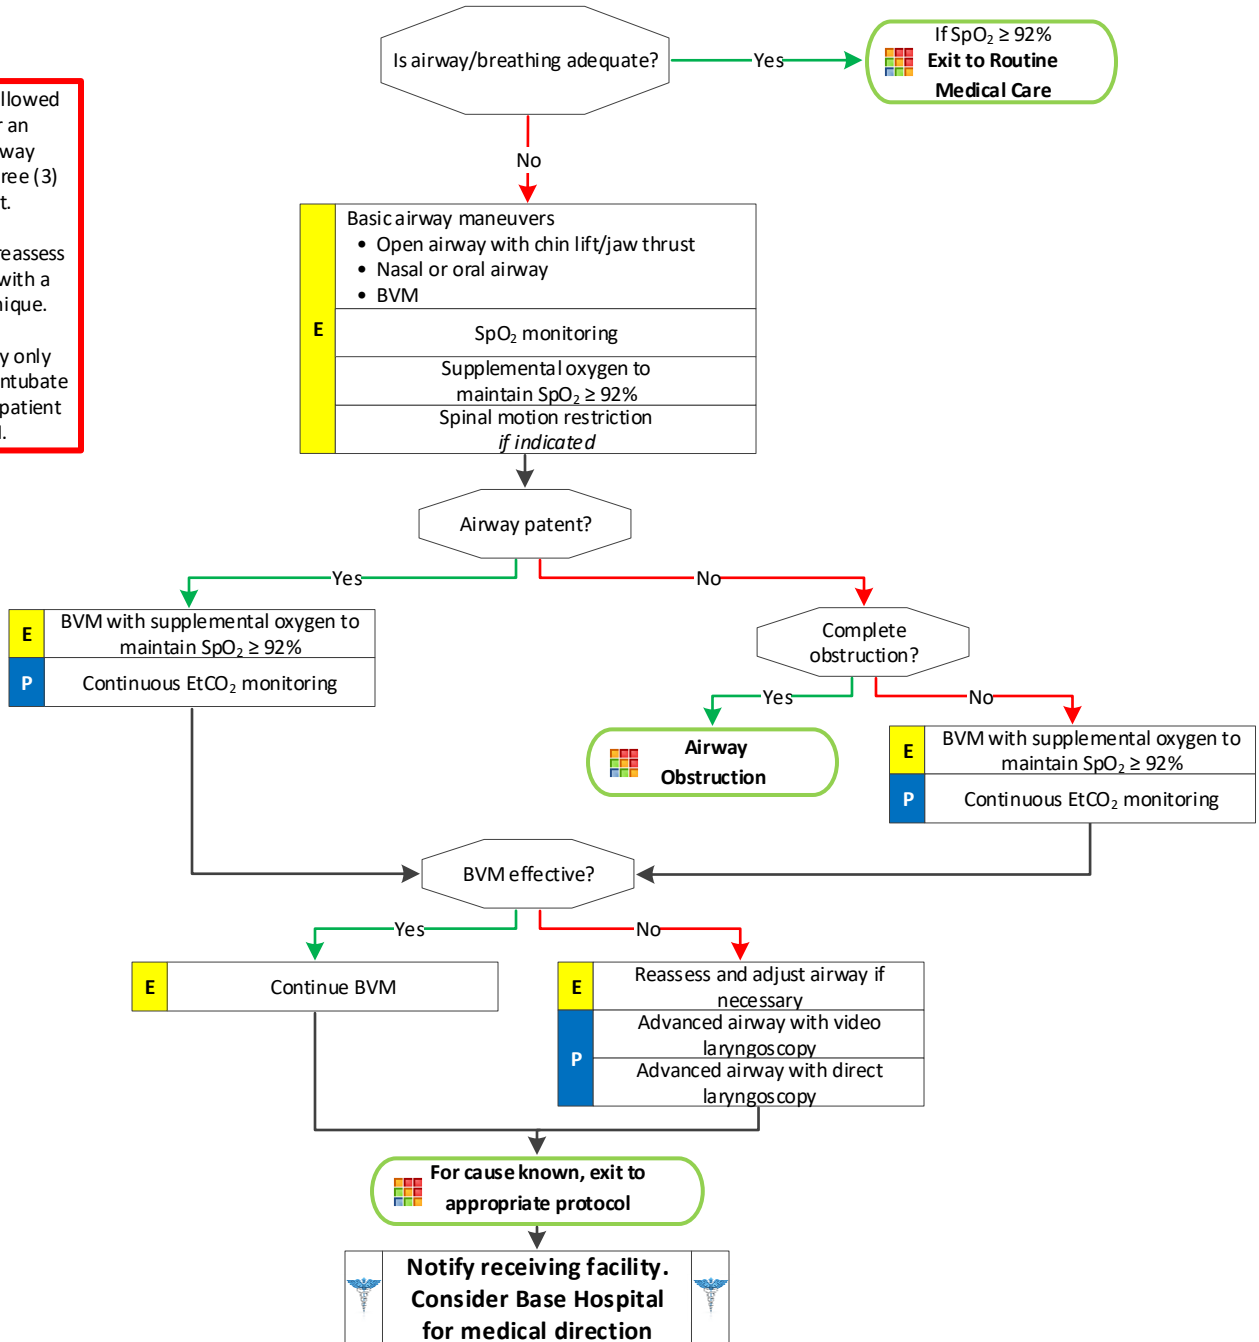 Is airway/breathing adequate?
Yes
If SpO₂ ≥ 92%
Exit to Routine
Medical Care
No
llowed
r an
way
ree (3)
t.
eassess
with a
nique.
y only
ntubate
patient
.
E
Basic airway maneuvers
• Open airway with chin lift/jaw thrust
• Nasal or oral airway
• BVM
SpO₂ monitoring
Supplemental oxygen to
maintain SpO₂ ≥ 92%
Spinal motion restriction
if indicated
Airway patent?
Yes
No
E
BVM with supplemental oxygen to
maintain SpO₂ ≥ 92%
P
Continuous EtCO₂ monitoring
Complete
obstruction?
Yes
No
Airway
Obstruction
E
BVM with supplemental oxygen to
maintain SpO₂ ≥ 92%
P
Continuous EtCO₂ monitoring
BVM effective?
Yes
No
E
Continue BVM
E
Reassess and adjust airway if
necessary
P
Advanced airway with video
laryngoscopy
Advanced airway with direct
laryngoscopy
For cause known, exit to
appropriate protocol
Notify receiving facility.
Consider Base Hospital
for medical direction